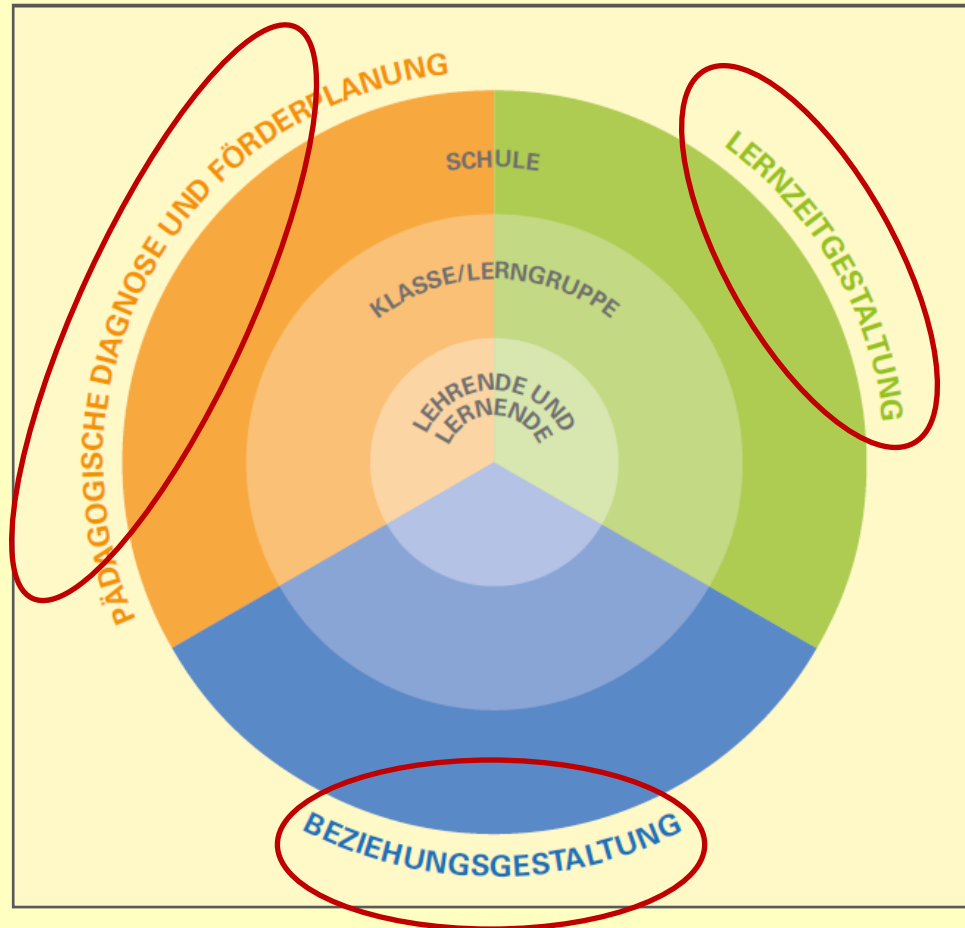 PÄDAGOGISCHE DIAGNOSE UND FÖRDERPLANUNG
LERNZEITGESTALTUNG
SCHULE
KLASSE/LERNGRUPPE
LEHRENDE UND
LERNENDE
BEZIEHUNGSGESTALTUNG